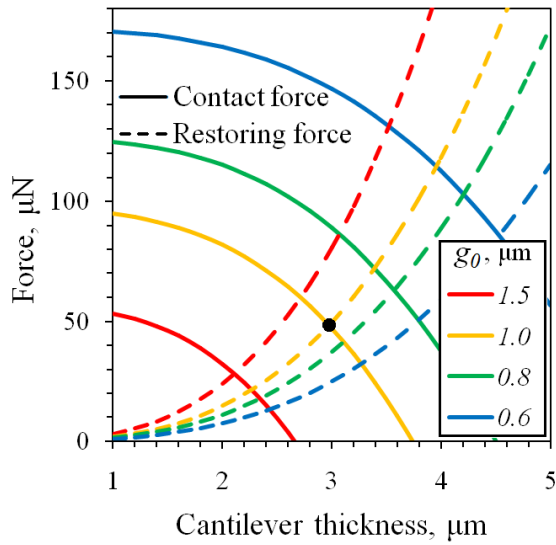 150
100
50
0
Force, μN
Contact force
Restoring force
g0, μm
1.5
1.0
0.8
0.6
1 2 3 4 5
Cantilever thickness, μm